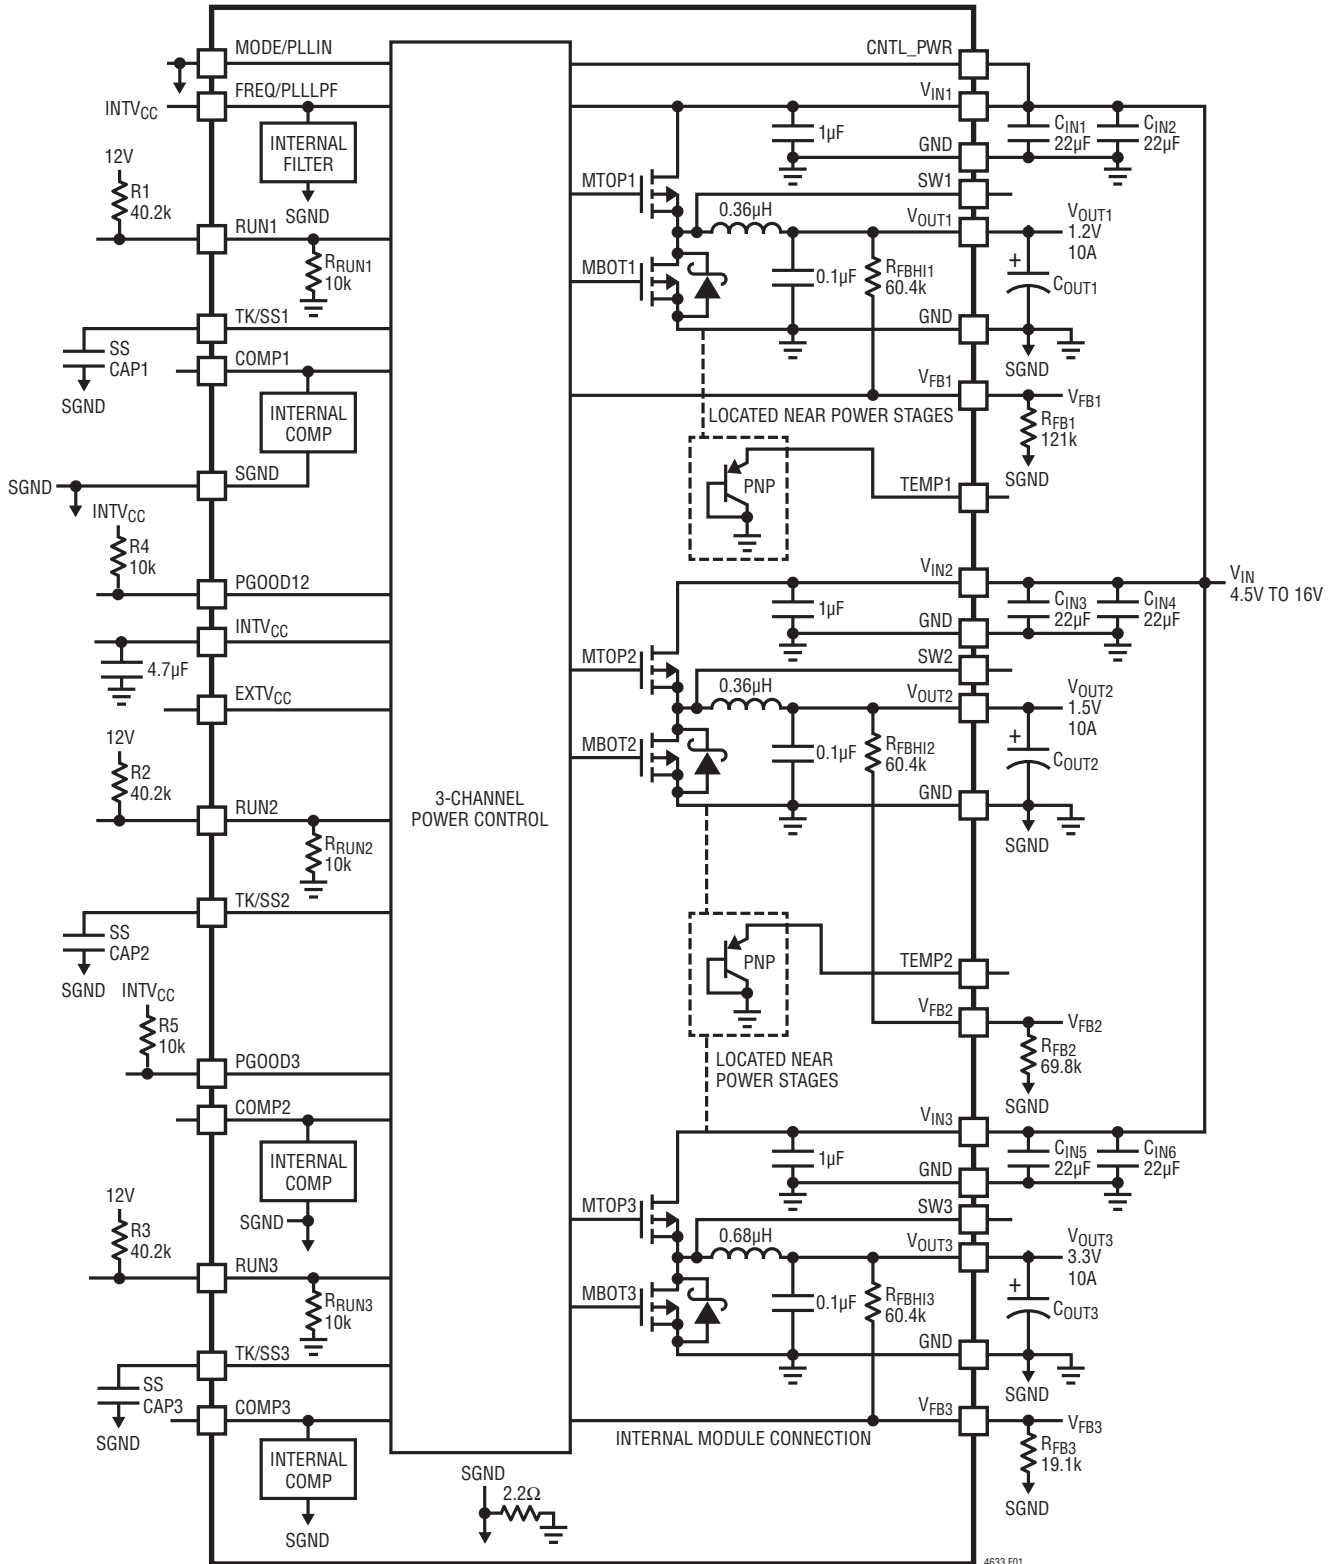 MODE/PLLIN
FREQ/PLLLPF
INTVCC
INTERNAL
FILTER
SGND
12V
R1
40.2k
RUN1
RRUN1
10k
TK/SS1
SS
CAP1
SGND
COMP1
INTERNAL
COMP
SGND
SGND
INTVCC
R4
10k
PGOOD12
INTVCC
4.7µF
EXTVCC
12V
R2
40.2k
RUN2
RRUN2
10k
TK/SS2
SS
CAP2
SGND
INTVCC
R5
10k
PGOOD3
COMP2
INTERNAL
COMP
SGND
12V
R3
40.2k
RUN3
RRUN3
10k
TK/SS3
SS
CAP3
SGND
COMP3
INTERNAL
COMP
SGND
3-CHANNEL
POWER CONTROL
SGND
2.2Ω
CNTL_PWR
VIN1
1µF
GND
CIN1
22µF
CIN2
22µF
MTOP1
SW1
0.36µH
VOUT1
VOUT1
1.2V
10A
MBOT1
0.1µF
RFBHI1
60.4k
COUT1
GND
SGND
VFB1
VFB1
LOCATED NEAR POWER STAGES
RFB1
121k
SGND
PNP
TEMP1
VIN2
VIN
4.5V TO 16V
1µF
GND
CIN3
22µF
CIN4
22µF
MTOP2
SW2
0.36µH
VOUT2
VOUT2
1.5V
10A
MBOT2
0.1µF
RFBHI2
60.4k
COUT2
GND
SGND
PNP
TEMP2
VFB2
VFB2
RFB2
69.8k
SGND
LOCATED NEAR
POWER STAGES
VIN3
1µF
GND
CIN5
22µF
CIN6
22µF
MTOP3
SW3
0.68µH
VOUT3
VOUT3
3.3V
10A
MBOT3
0.1µF
RFBHI3
60.4k
COUT3
GND
SGND
VFB3
VFB3
INTERNAL MODULE CONNECTION
RFB3
19.1k
SGND
4633 F01